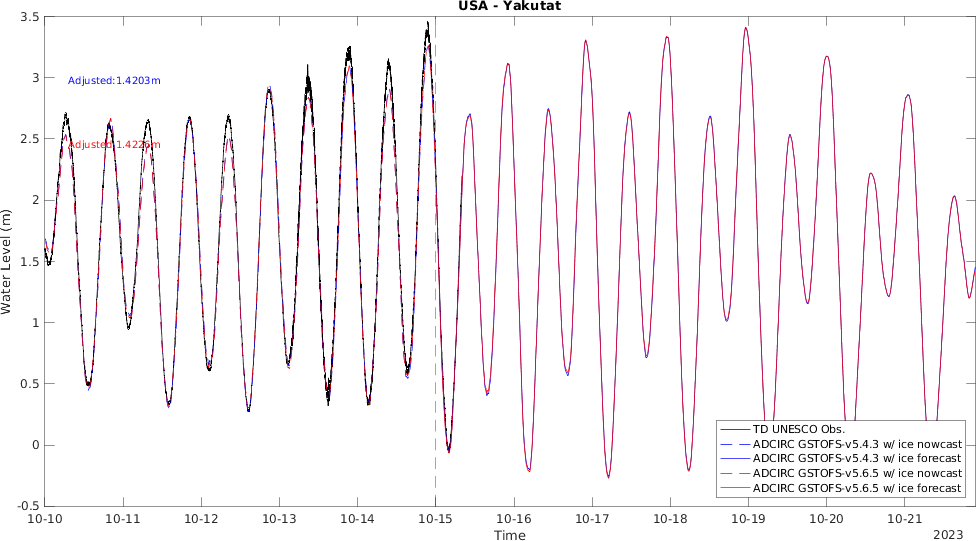 USA - Yakutat
3.5
3
2.5
2
1.5
1
0.5
0
-0.5
Water Level (m)
Adjusted:1.4203m
Adjusted:1.4226m
TD UNESCO Obs.
ADCIRC GSTOFS-v5.4.3 w/ ice nowcast
ADCIRC GSTOFS-v5.4.3 w/ ice forecast
ADCIRC GSTOFS-v5.6.5 w/ ice nowcast
ADCIRC GSTOFS-v5.6.5 w/ ice forecast
10-10 10-11 10-12 10-13 10-14 10-15 10-16 10-17 10-18 10-19 10-20 10-21
Time
2023